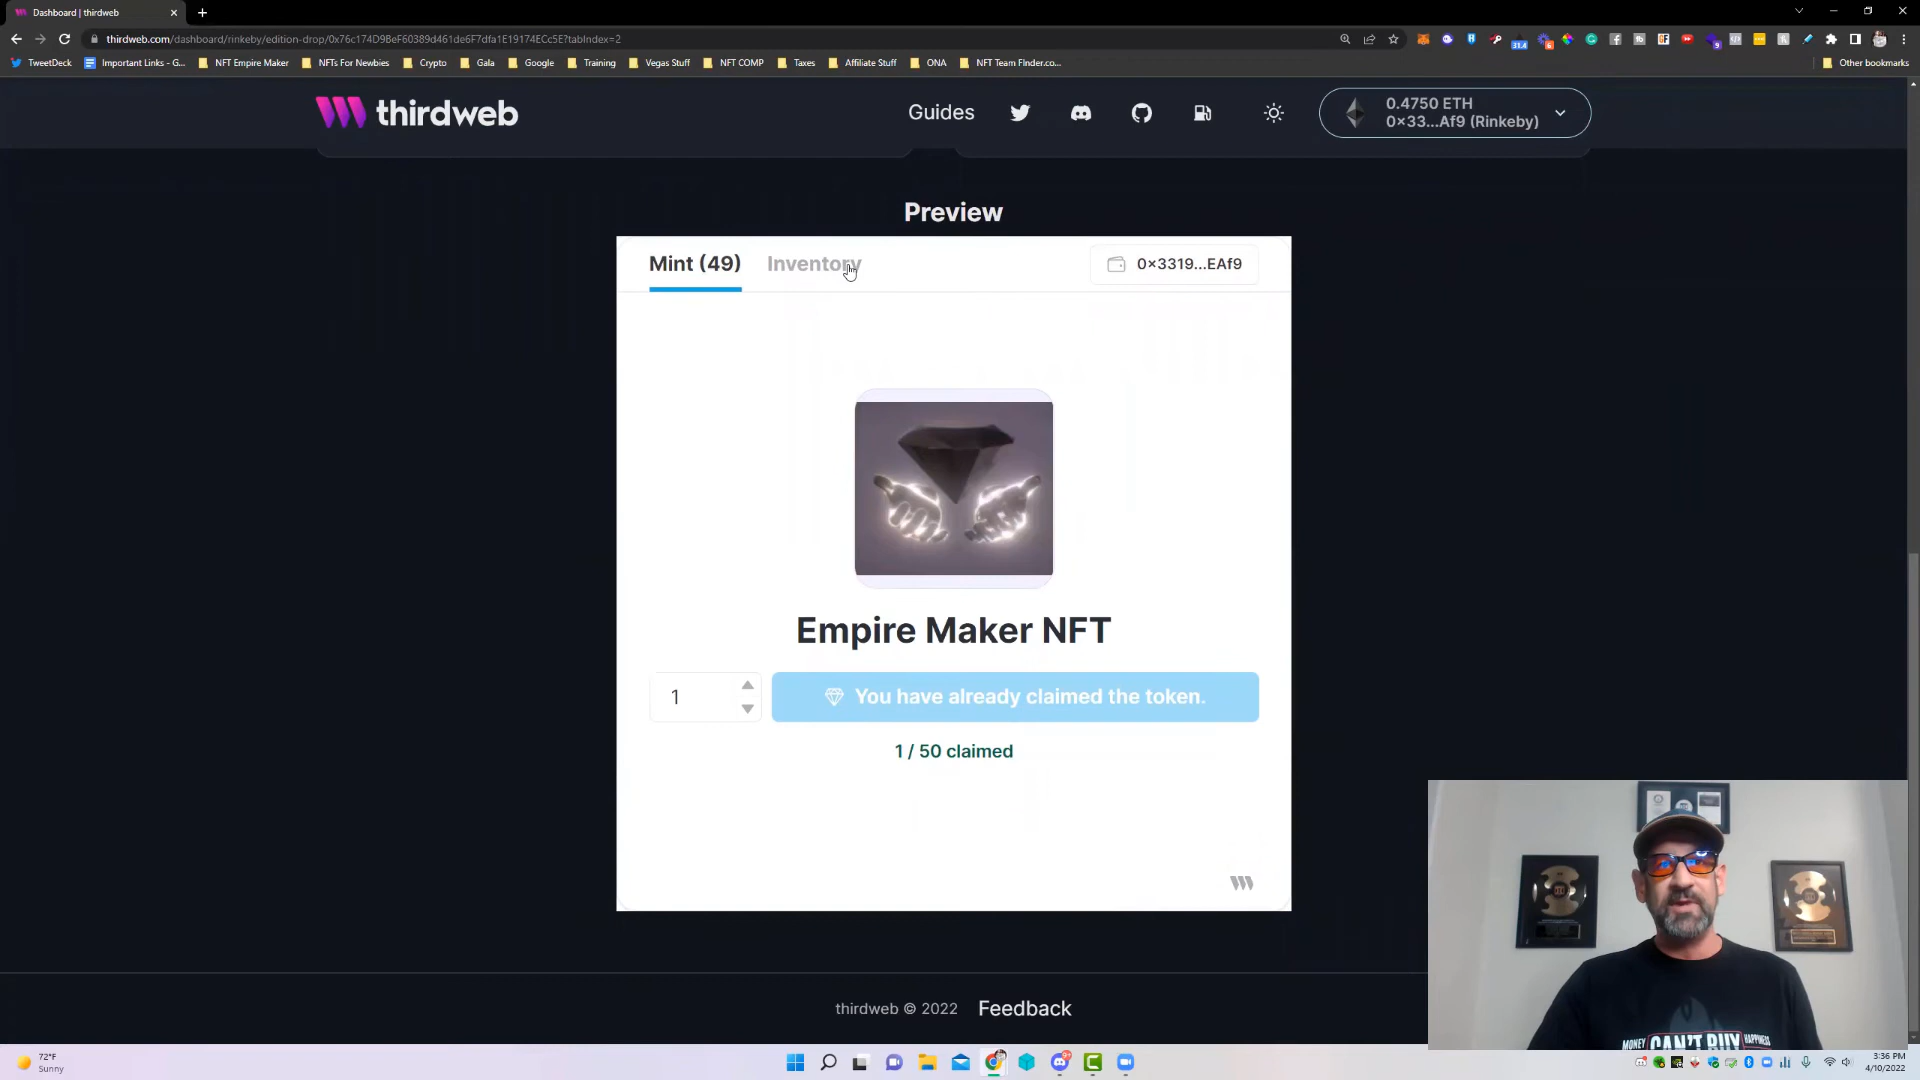 Dashboard | thirdweb
thirdweb.com/dashboard/rinkeby/edition-drop/0x76c174D9BeF60389d461de6F7dfa1E19174ECc5E?tabIndex=2
TweetDeck
Important Links - G...
NFT Empire Maker
NFTs For Newbies
Crypto
Gala
Google
Training
Vegas Stuff
NFT COMP
Taxes
Affiliate Stuff
ONA
NFT Team FInder.co...
Other bookmarks
thirdweb
Guides
0.4750 ETH
0x33...Af9 (Rinkeby)
Preview
Mint (49)
Inventory
0x3319...EAf9
Empire Maker NFT
1
You have already claimed the token.
1 / 50 claimed
thirdweb © 2022
Feedback
MONEY CAN'T BUY HAPPINESS
72°F
Sunny
3:36 PM
4/10/2022